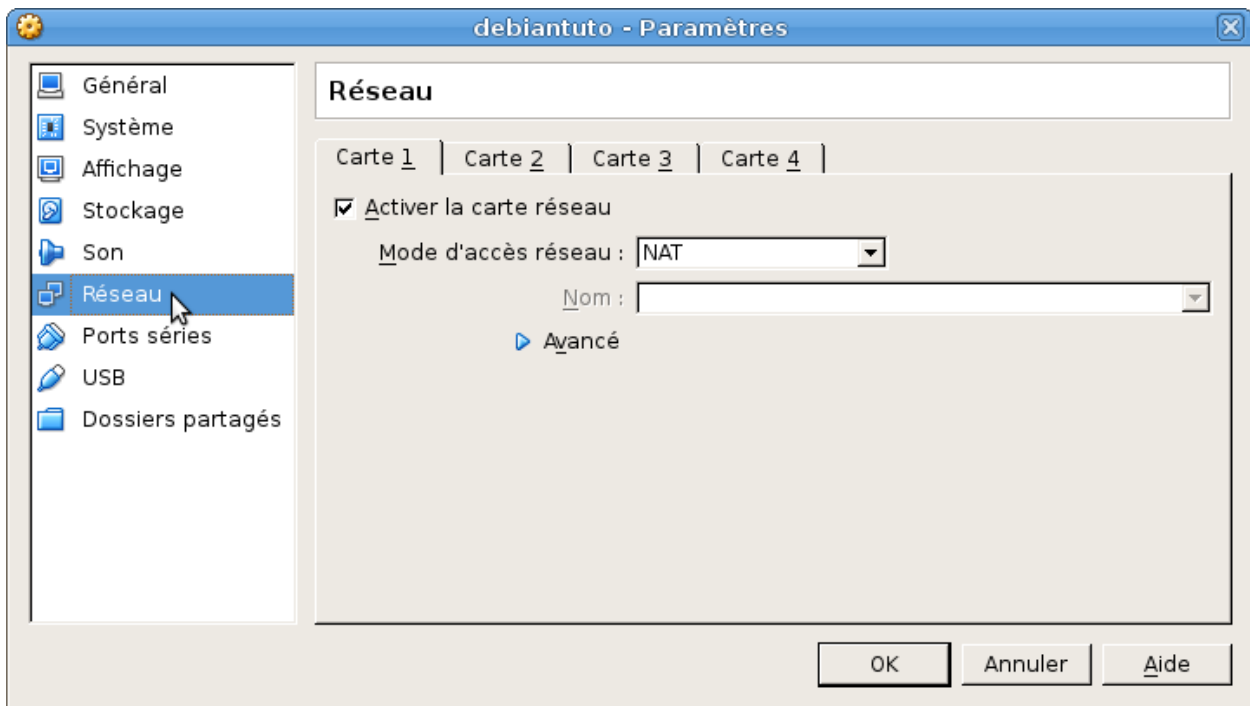 debiantuto - Paramètres
Général
Système
Affichage
Stockage
Son
Réseau
Ports séries
USB
Dossiers partagés
Réseau
Carte 1 Carte 2 Carte 3 Carte 4
Activer la carte réseau
Mode d'accès réseau : NAT
Nom :
Avancé
OK Annuler Aide